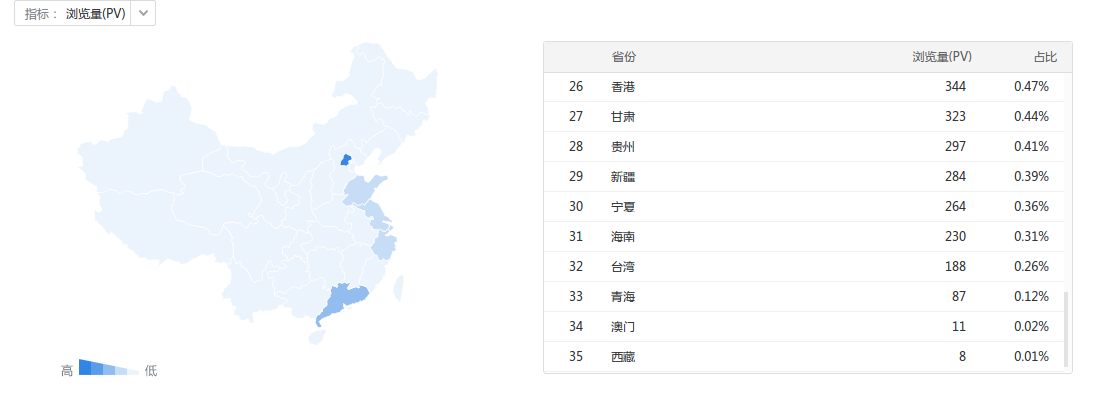 指标： 浏览量(PV)
省份 浏览量(PV) 占比
26 香港 344 0.47%
27 甘肃 323 0.44%
28 贵州 297 0.41%
29 新疆 284 0.39%
30 宁夏 264 0.36%
31 海南 230 0.31%
32 台湾 188 0.26%
33 青海 87 0.12%
34 澳门 11 0.02%
35 西藏 8 0.01%
高 低